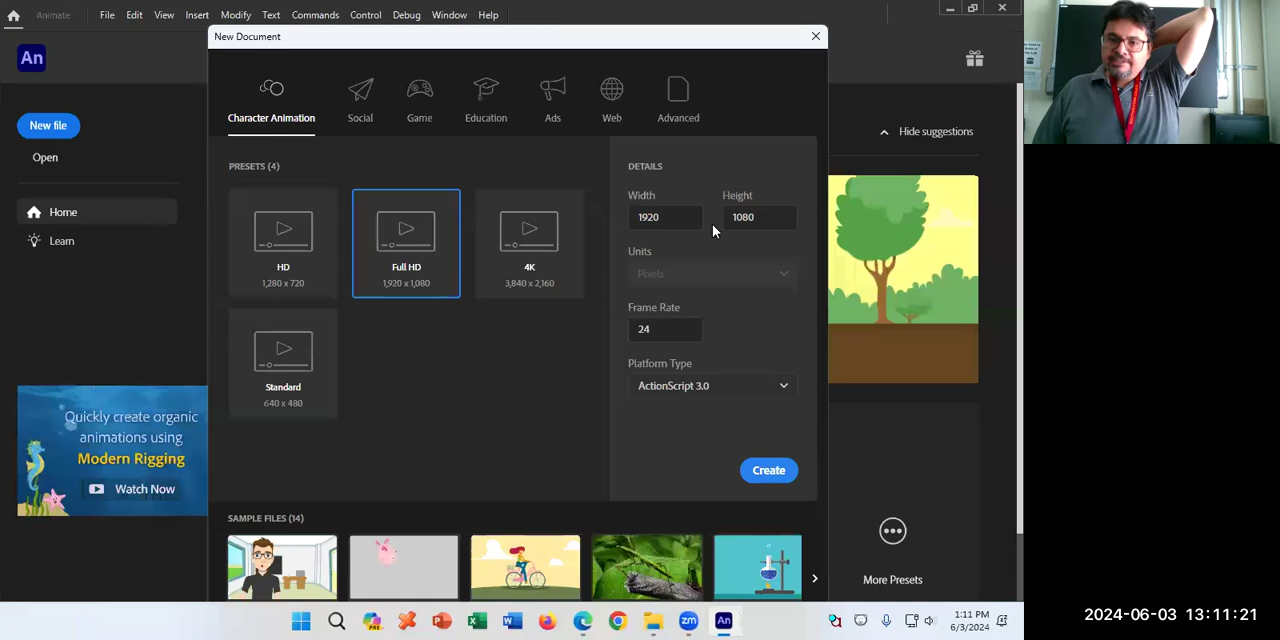 Animate File Edit View Insert Modify Text Commands Control Debug Window Help
New Document
An
Character Animation Social Game Education Ads Web Advanced
New file
Open
Home
Learn
Quickly create organic
animations using
Modern Rigging
Watch Now
PRESETS (4)
HD
1,280 x 720
Full HD
1,920 x 1,080
4K
3,840 x 2,160
Standard
640 x 480
DETAILS
Width Height
1920 1080
Units
Pixels
Frame Rate
24
Platform Type
ActionScript 3.0
Create
SAMPLE FILES (14)
Hide suggestions
More Presets
PRE
zm
An
1:11 PM
6/3/2024
2024-06-03 13:11:21